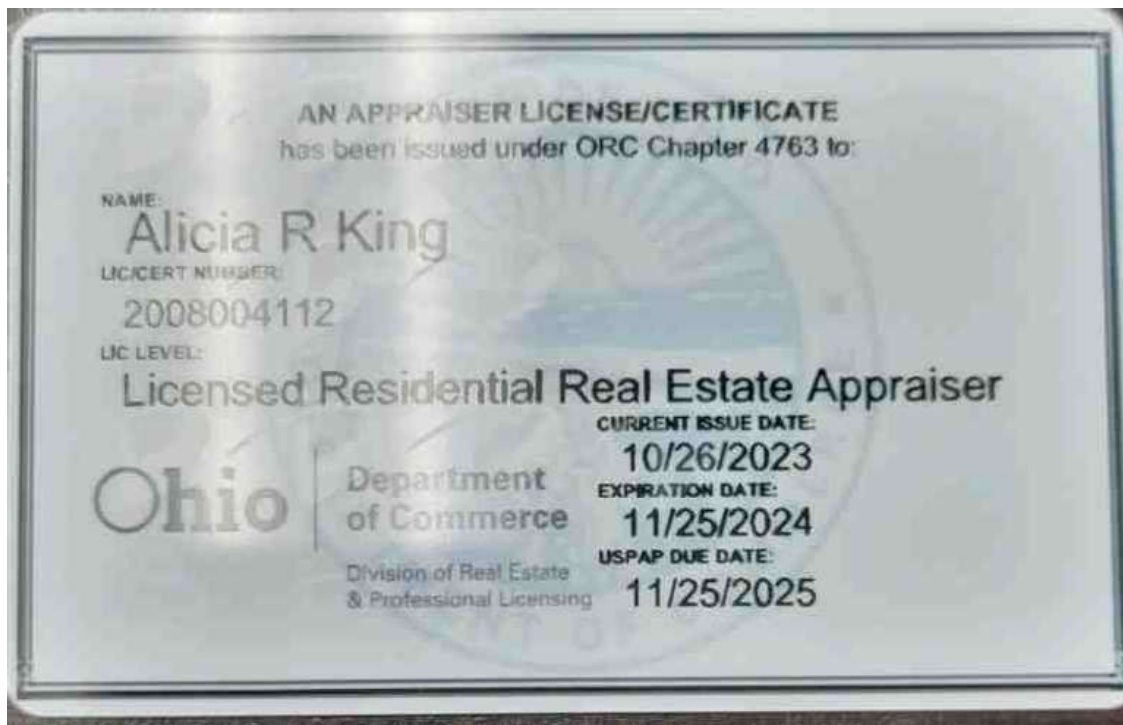 AN APPRAISER LICENSE/CERTIFICATE
has been issued under ORC Chapter 4763 to:
NAME:
Alicia R King
LIC/CERT NUMBER:
2008004112
LIC LEVEL:
Licensed Residential Real Estate Appraiser
CURRENT ISSUE DATE:
10/26/2023
EXPIRATION DATE:
11/25/2024
USPAP DUE DATE:
11/25/2025
Ohio
Department
of Commerce
Division of Real Estate
& Professional Licensing